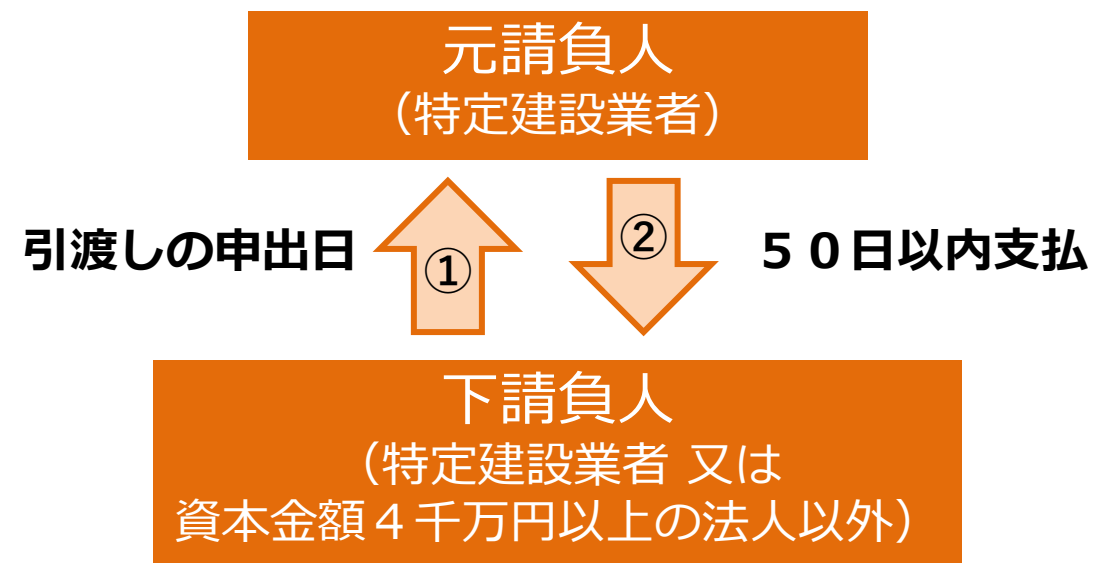 元請負人
（特定建設業者）
引渡しの申出日
①
②
５０日以内支払
下請負人
（特定建設業者 又は
資本金額４千万円以上の法人以外）